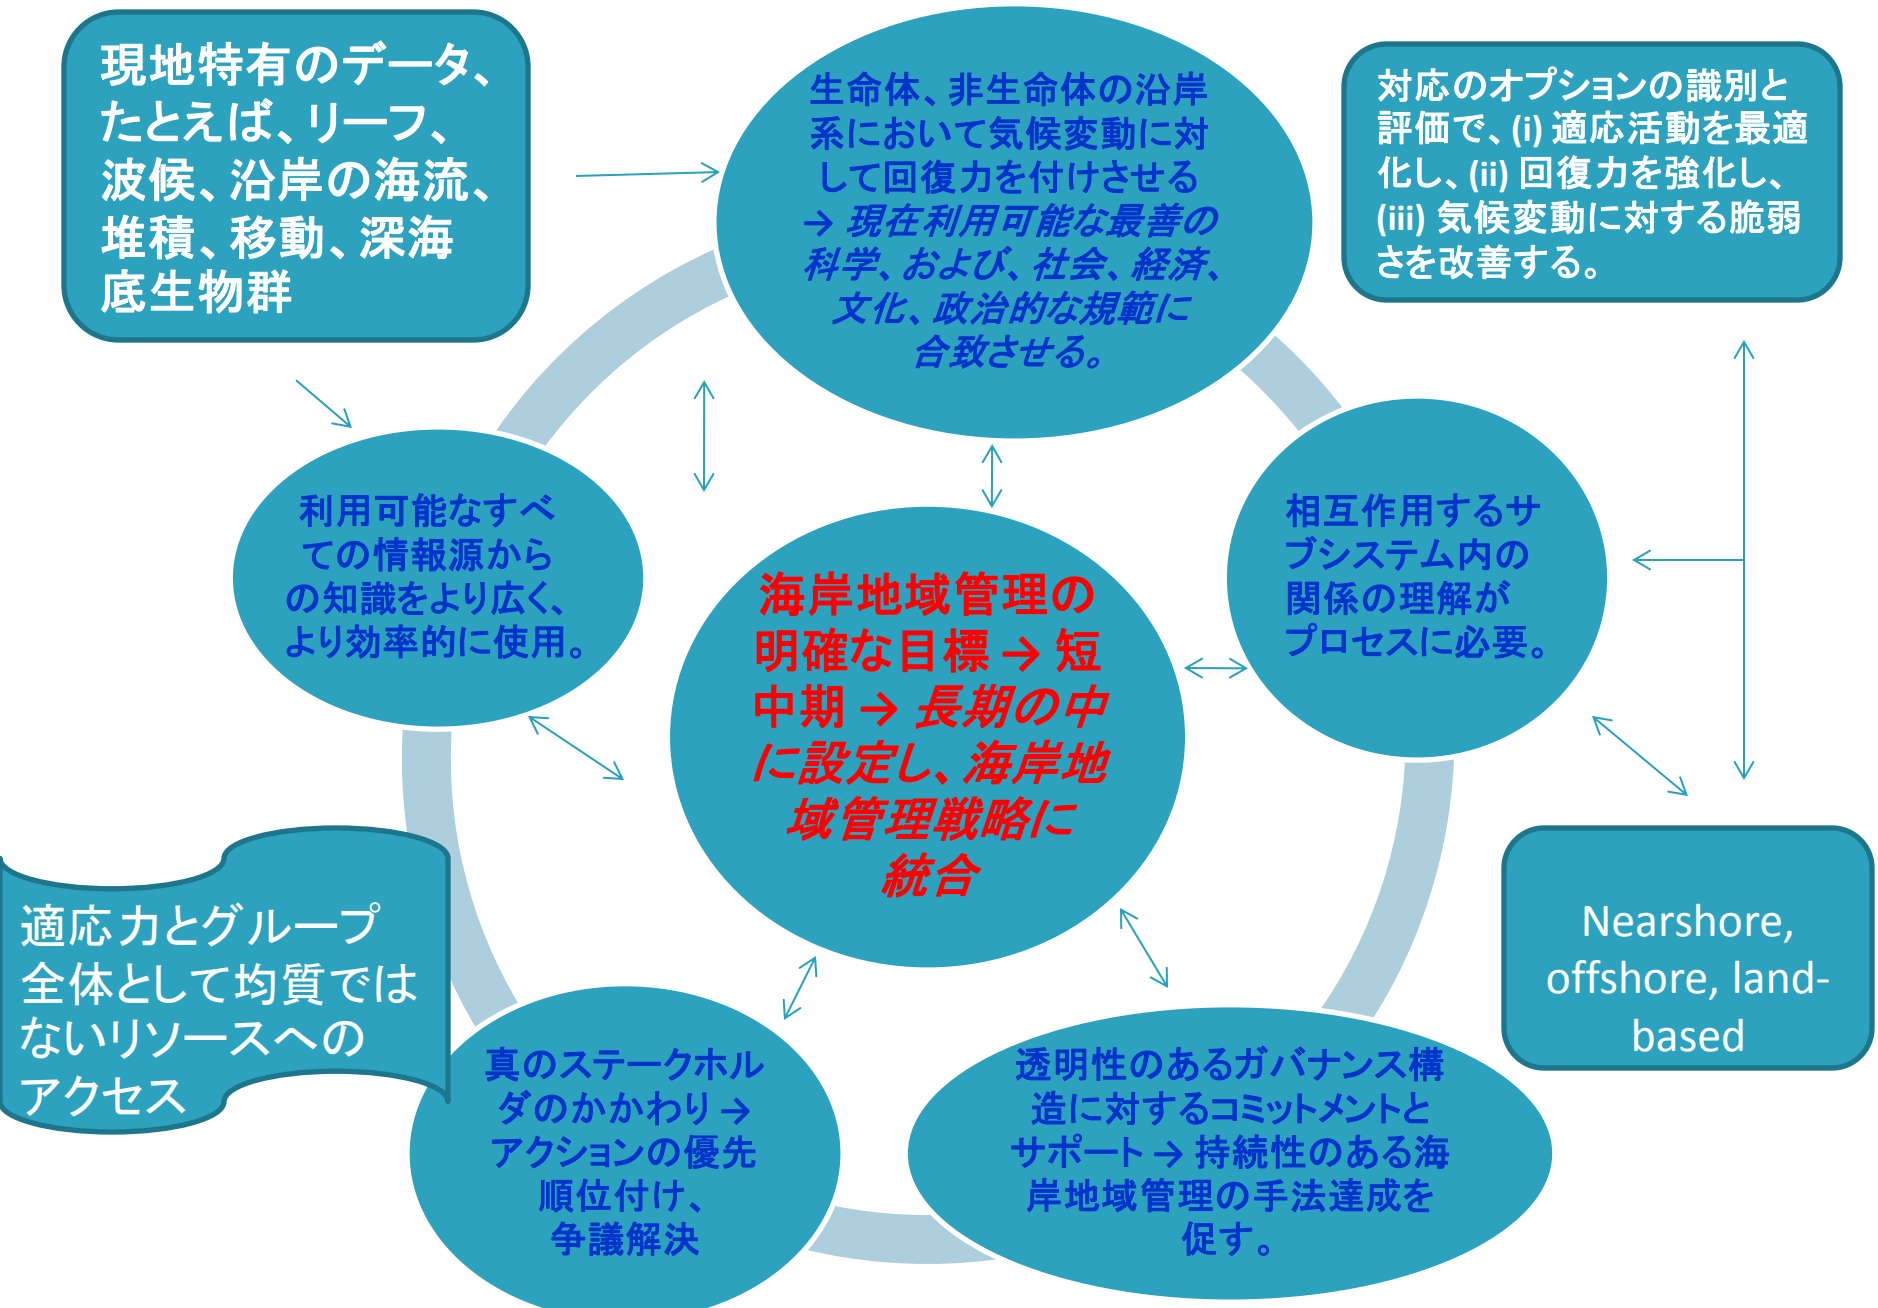 現地特有のデータ、
たとえば、リーフ、
波候、沿岸の海流、
堆積、移動、深海
底生物群
生命体、非生命体の沿岸
系において気候変動に対
して回復力を付けさせる
→ 現在利用可能な最善の
科学、および、社会、経済、
文化、政治的な規範に
合致させる。
対応のオプションの識別と
評価で、(i) 適応活動を最適
化し、(ii) 回復力を強化し、
(iii) 気候変動に対する脆弱
さを改善する。
利用可能なすべ
ての情報源から
の知識をより広く、
より効率的に使用。
海岸地域管理の
明確な目標 → 短
中期 → 長期の中
に設定し、海岸地
域管理戦略に
統合
相互作用するサ
ブシステム内の
関係の理解が
プロセスに必要。
適応力とグループ
全体として均質では
ないリソースへの
アクセス
真のステークホル
ダのかかわり →
アクションの優先
順位付け、
争議解決
透明性のあるガバナンス構
造に対するコミットメントと
サポート → 持続性のある海
岸地域管理の手法達成を
促す。
Nearshore,
offshore, land-
based